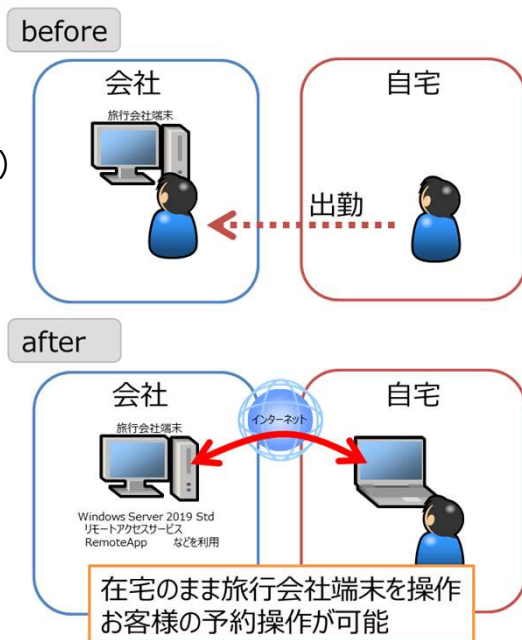 before
会社
自宅
旅行会社端末
)
出勤
after
会社
自宅
インターネット
旅行会社端末
Windows Server 2019 Std
リモートアクセスサービス
RemoteApp などを利用
在宅のまま旅行会社端末を操作
お客様の予約操作が可能